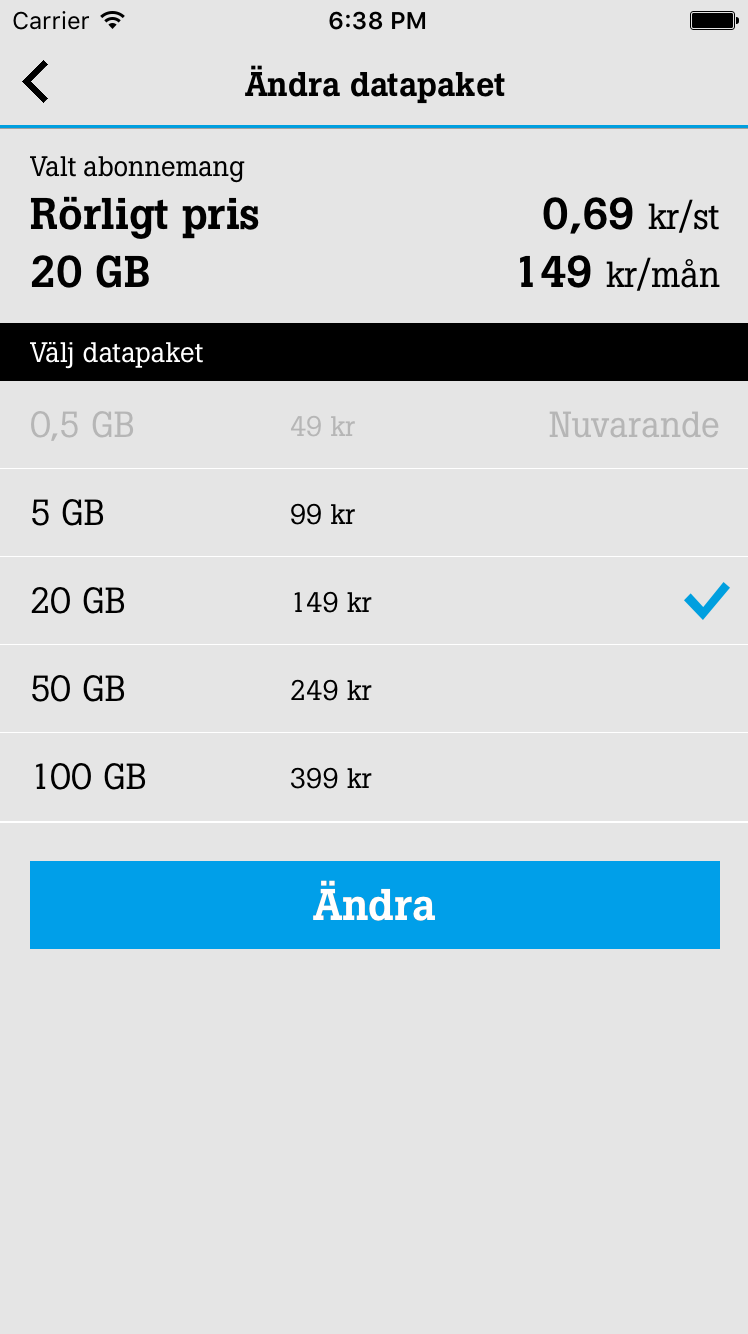 Carrier 6:38 PM
Ändra datapaket
Valt abonnemang
Rörligt pris 0,69 kr/st
20 GB 149 kr/mån
Välj datapaket
0,5 GB 49 kr Nuvarande
5 GB 99 kr
20 GB 149 kr
50 GB 249 kr
100 GB 399 kr
Ändra